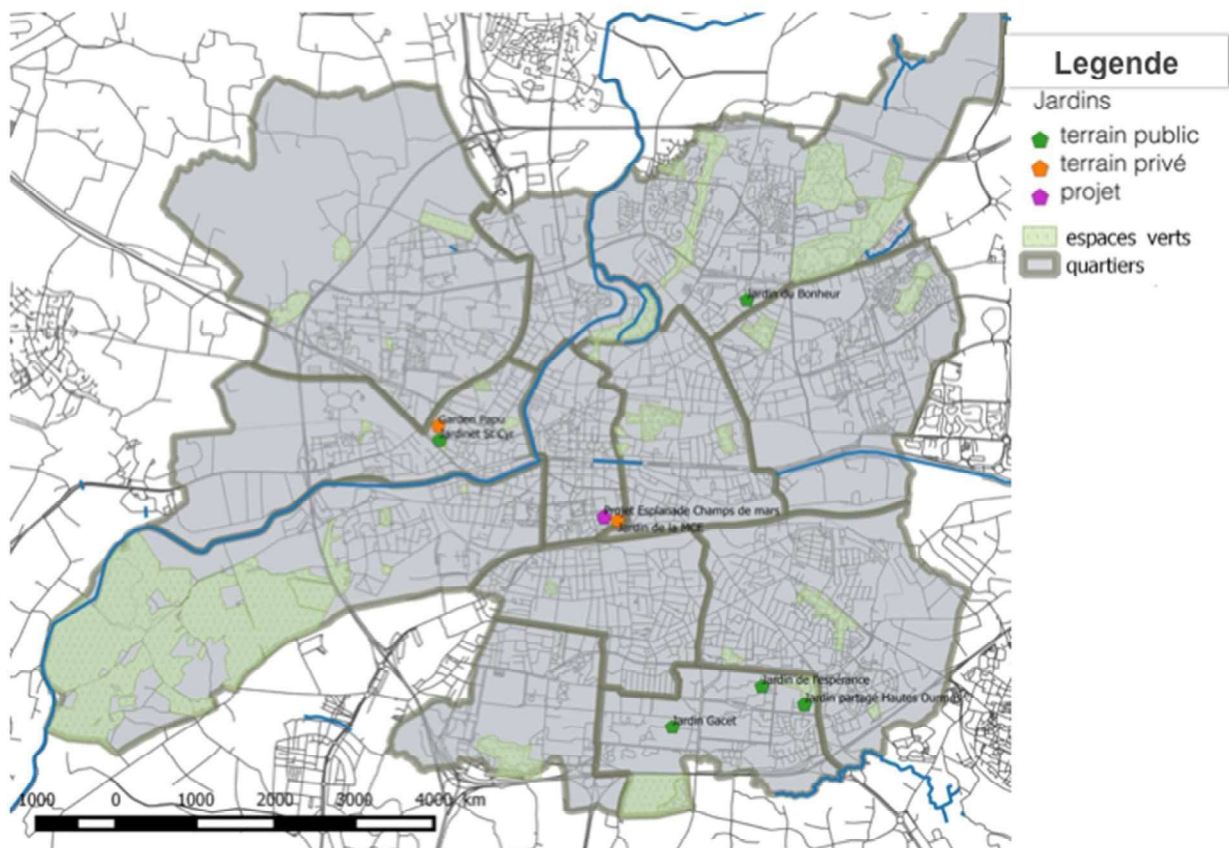 Legende
Jardins
terrain public
terrain privé
projet
espaces verts
quartiers
Jardin du Bonheur
Garden Papu
Jardinet St Cyr
Projet Esplanade Champs de mars
Jardin de la MCE
Jardin de l'espérance
Jardin partagé Hautes Ourmes
Jardin Gacet
1000 0 1000 2000 3000 4000 km